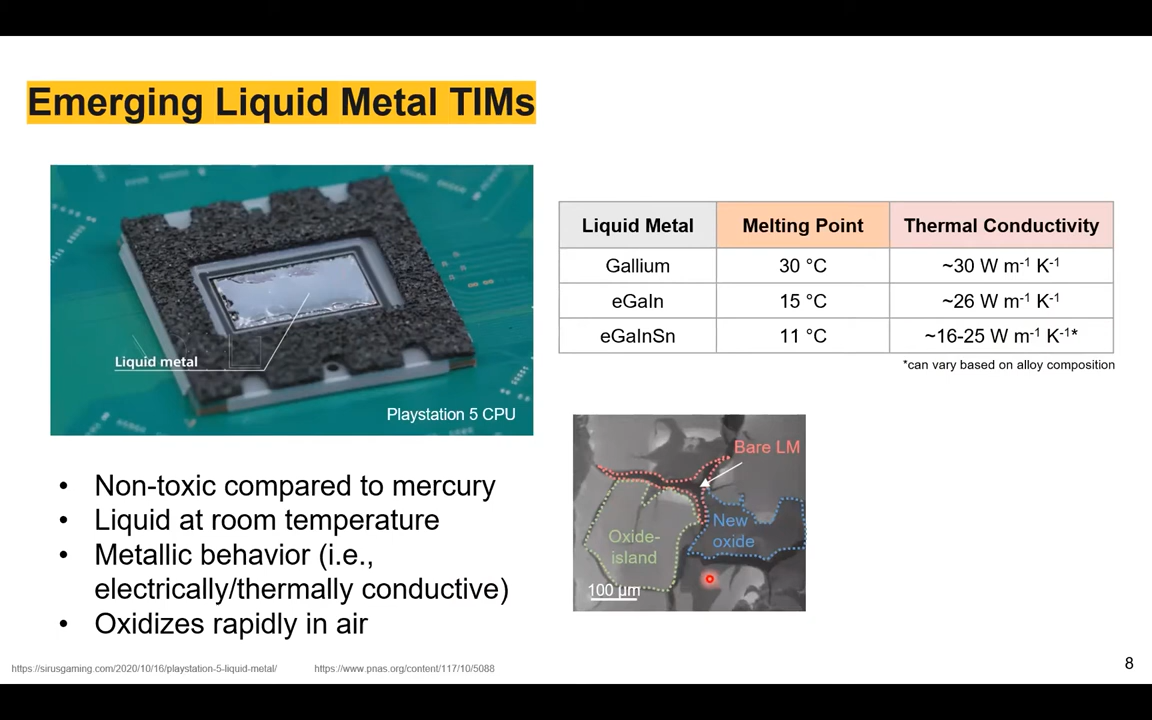 Emerging Liquid Metal TIMs
Liquid metal
Playstation 5 CPU
Liquid Metal Melting Point Thermal Conductivity
Gallium 30 °C ~30 W m-1 K-1
eGaIn 15 °C ~26 W m-1 K-1
eGaInSn 11 °C ~16-25 W m-1 K-1*
*can vary based on alloy composition
• Non-toxic compared to mercury
• Liquid at room temperature
• Metallic behavior (i.e.,
electrically/thermally conductive)
• Oxidizes rapidly in air
Bare LM
New
oxide
Oxide-
island
100 µm
https://sirusgaming.com/2020/10/16/playstation-5-liquid-metal/
https://www.pnas.org/content/117/10/5088
8